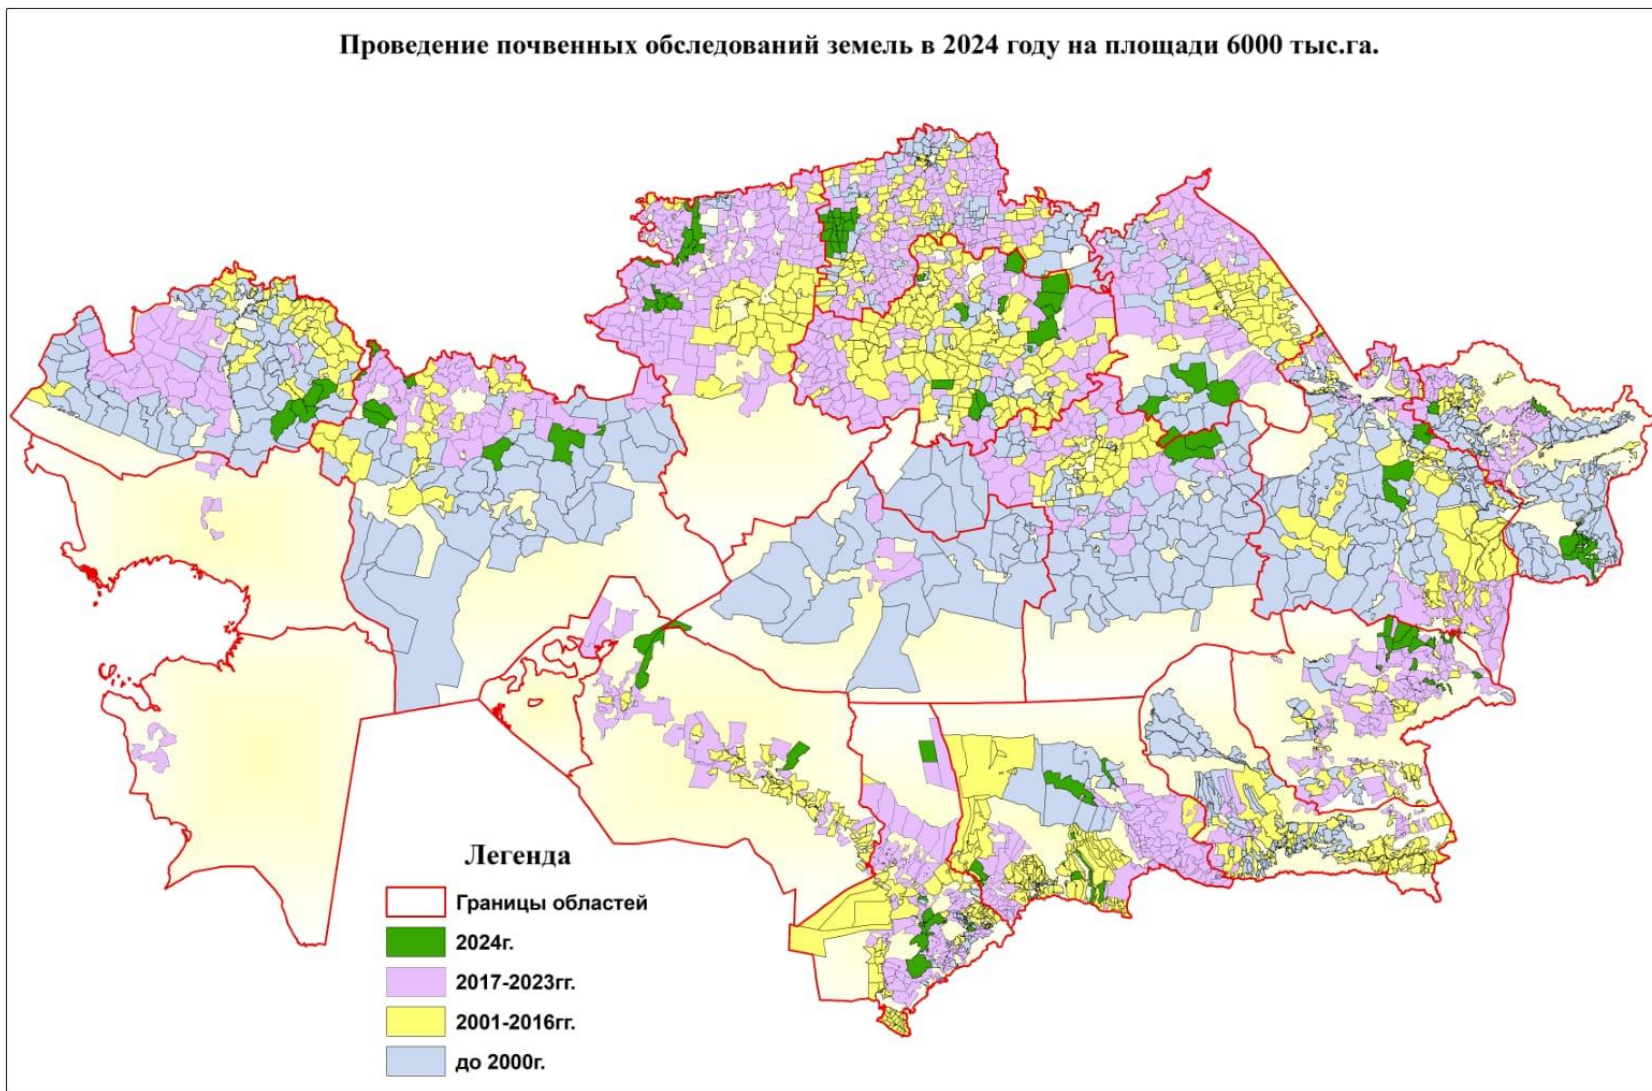 Проведение почвенных обследований земель в 2024 году на площади 6000 тыс.га.
Легенда
Границы областей
2024г.
2017-2023гг.
2001-2016гг.
до 2000г.